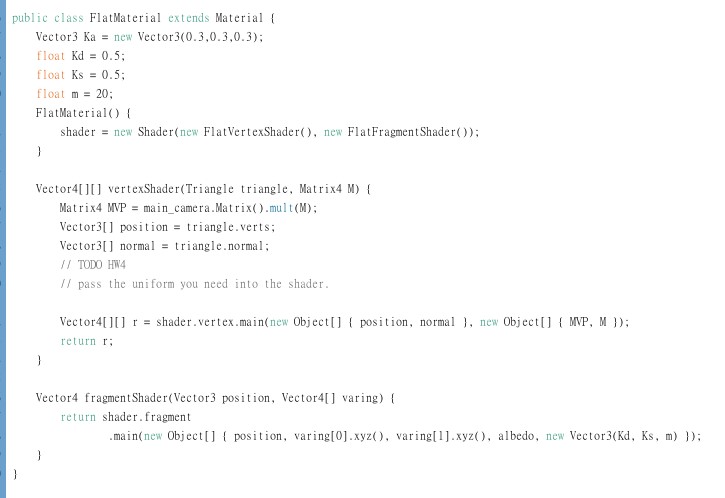 public class FlatMaterial extends Material {
    Vector3 Ka = new Vector3(0.3,0.3,0.3);
    float Kd = 0.5;
    float Ks = 0.5;
    float m = 20;
    FlatMaterial() {
        shader = new Shader(new FlatVertexShader(), new FlatFragmentShader());
    }

    Vector4[][] vertexShader(Triangle triangle, Matrix4 M) {
        Matrix4 MVP = main_camera.Matrix().mult(M);
        Vector3[] position = triangle.verts;
        Vector3[] normal = triangle.normal;
        // TODO HW4
        // pass the uniform you need into the shader.

        Vector4[][] r = shader.vertex.main(new Object[] { position, normal }, new Object[] { MVP, M });
        return r;
    }

    Vector4 fragmentShader(Vector3 position, Vector4[] varing) {
        return shader.fragment
                .main(new Object[] { position, varing[0].xyz(), varing[1].xyz(), albedo, new Vector3(Kd, Ks, m) });
    }
}